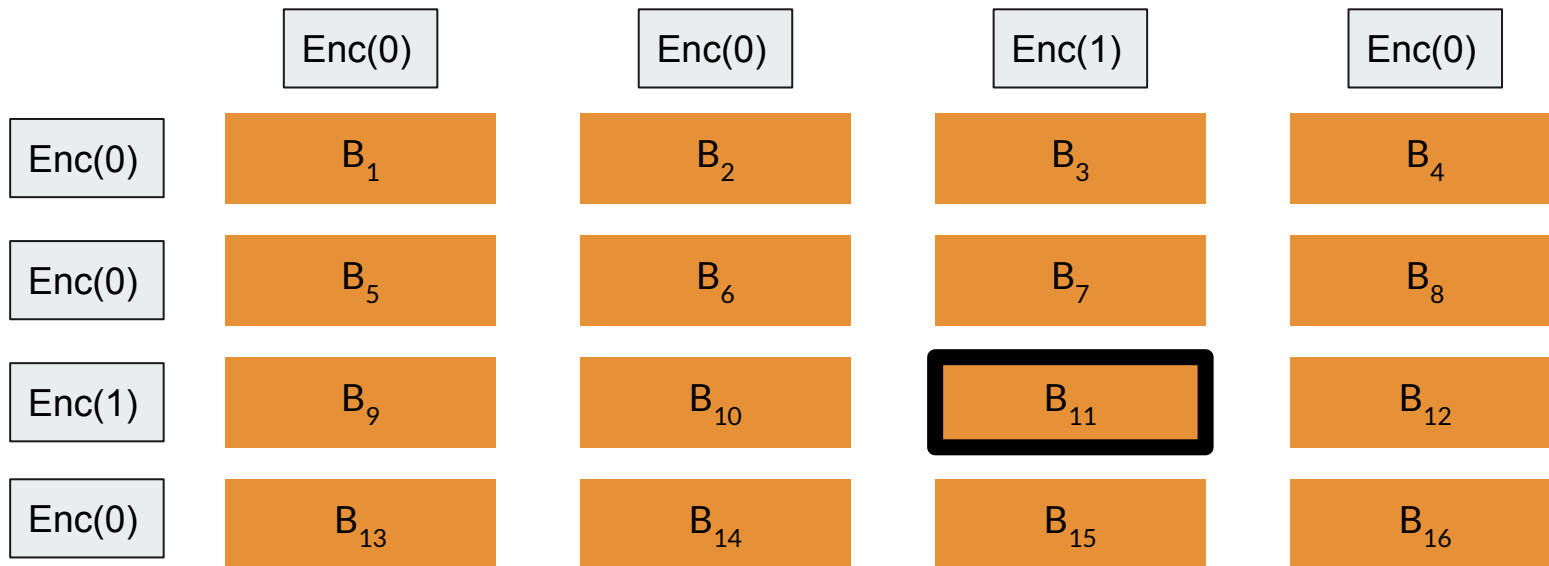 Enc(0) Enc(0) Enc(1) Enc(0)
Enc(0) B₁ B₂ B₃ B₄
Enc(0) B₅ B₆ B₇ B₈
Enc(1) B₉ B₁₀ B₁₁ B₁₂
Enc(0) B₁₃ B₁₄ B₁₅ B₁₆